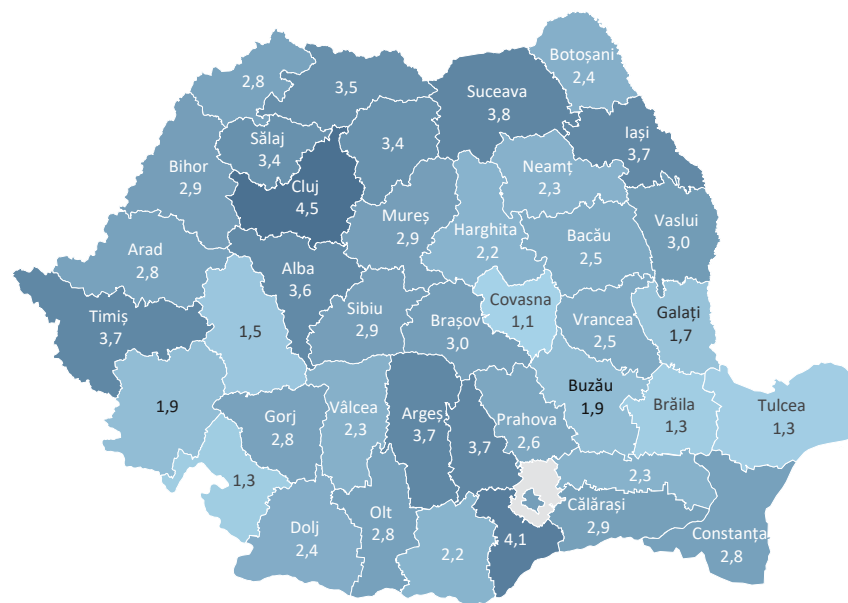 Botoșani
2,4
2,8
3,5
Suceava
3,8
Iași
3,7
Sălaj
3,4
3,4
Bihor
2,9
Cluj
4,5
Neamț
2,3
Mureș
2,9
Harghita
2,2
Bacău
2,5
Vaslui
3,0
Arad
2,8
Alba
3,6
Covasna
1,1
Galați
1,7
Timiș
3,7
1,5
Sibiu
2,9
Brașov
3,0
Vrancea
2,5
1,9
Gorj
2,8
Vâlcea
2,3
Argeș
3,7
3,7
Prahova
2,6
Buzău
1,9
Brăila
1,3
Tulcea
1,3
1,3
2,3
Dolj
2,4
Olt
2,8
2,2
4,1
Călărași
2,9
Constanța
2,8